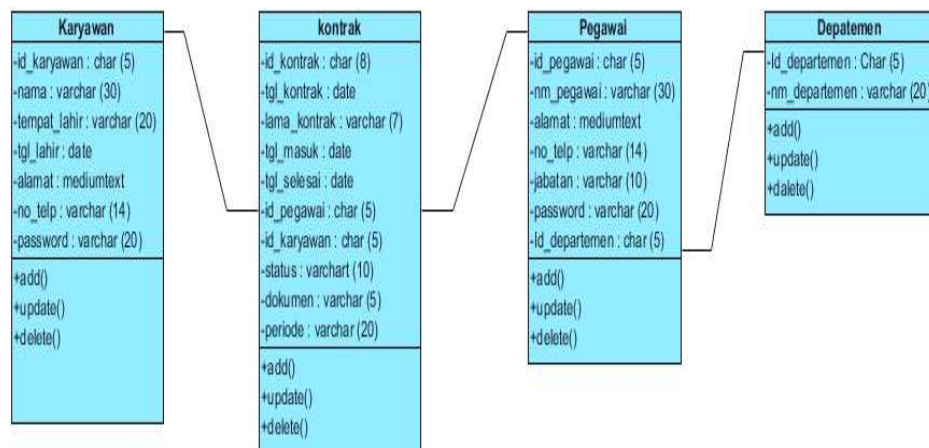 Karyawan
-id_karyawan : char (5)
-nama : varchar (30)
-tempat_lahir : varchar (20)
-tgl_lahir : date
-alamat : mediumtext
-no_telp : varchar (14)
-password : varchar (20)
+add()
+update()
+delete()
kontrak
-id_kontrak : char (8)
-tgl_kontrak : date
-lama_kontrak : varchar (7)
-tgl_masuk : date
-tgl_selesai : date
-id_pegawai : char (5)
-id_karyawan : char (5)
-status : varchart (10)
-dokumen : varchar (5)
-periode : varchar (20)
+add()
+update()
+delete()
Pegawai
-id_pegawai : char (5)
-nm_pegawai : varchar (30)
-alamat : mediumtext
-no_telp : varchar (14)
-jabatan : varchar (10)
-password : varchar (20)
-Id_departemen : char (5)
+add()
+update()
+delete()
Depatemen
-Id_departemen : Char (5)
-nm_departemen : varchar (20)
+add()
+update()
+dalete()